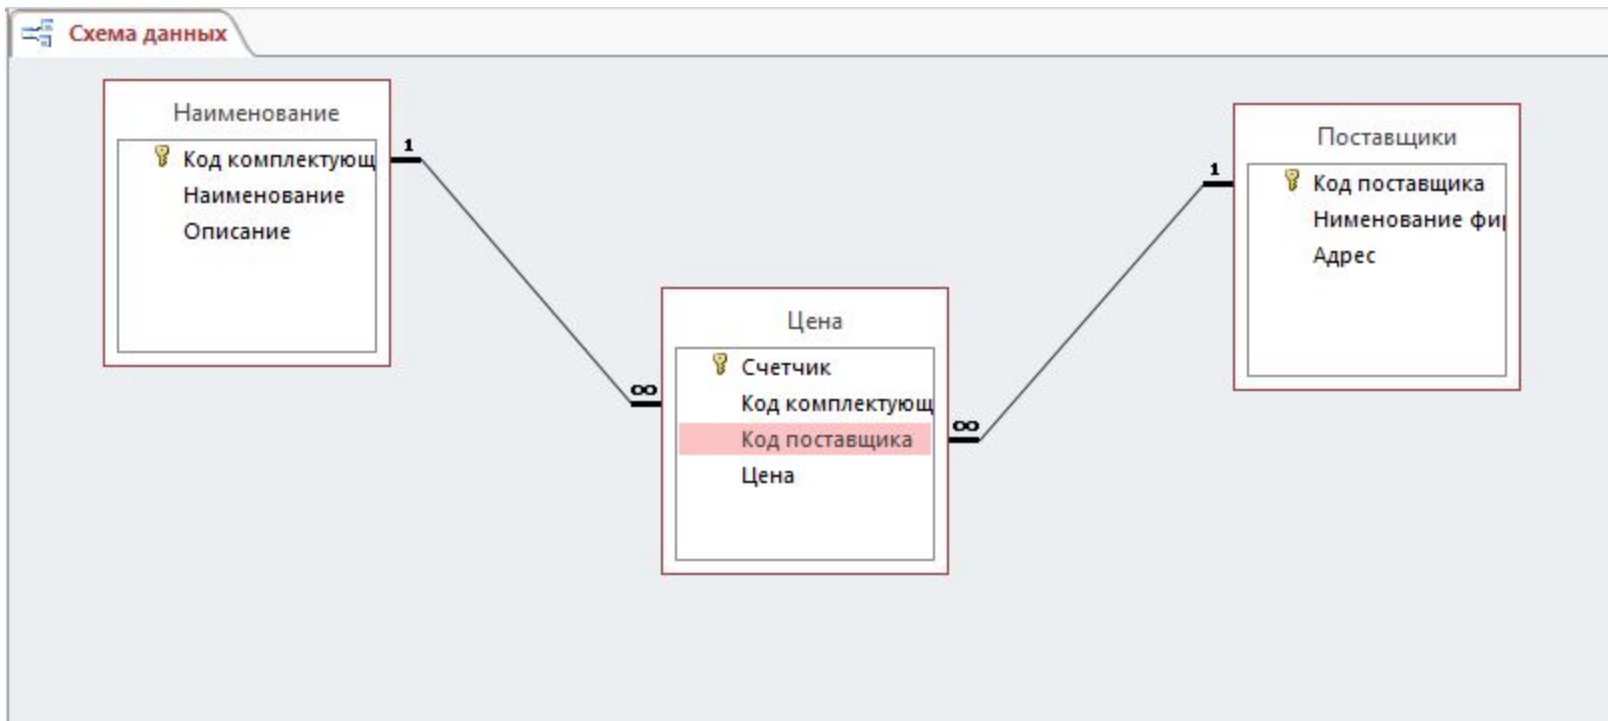 Схема данных
Наименование
Код комплектующ
Наименование
Описание
1
∞
Цена
Счетчик
Код комплектующ
Код поставщика
Цена
∞
1
Поставщики
Код поставщика
Нименование фир
Адрес